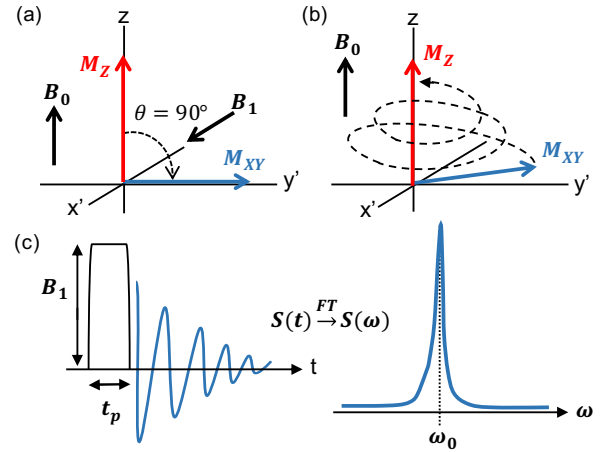 (a)
z
M_Z
B_0
θ = 90°
B_1
M_XY
y'
x'
(b)
z
B_0
M_Z
M_XY
y'
x'
(c)
B_1
t_p
t
S(t) FT→ S(ω)
ω_0
ω